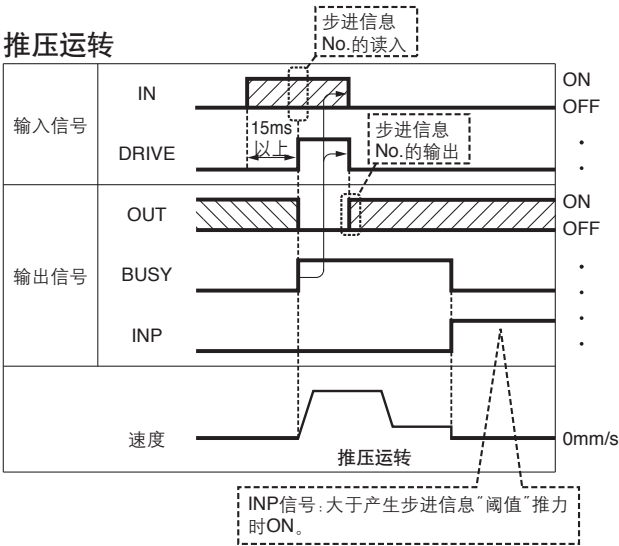 推压运转
步进信息
No.的读入
输入信号
IN
ON
OFF
15ms
以上
DRIVE
步进信息
No.的输出
输出信号
OUT
ON
OFF
BUSY
INP
速度
0mm/s
推压运转
INP信号:大于产生步进信息“阈值”推力
时ON。